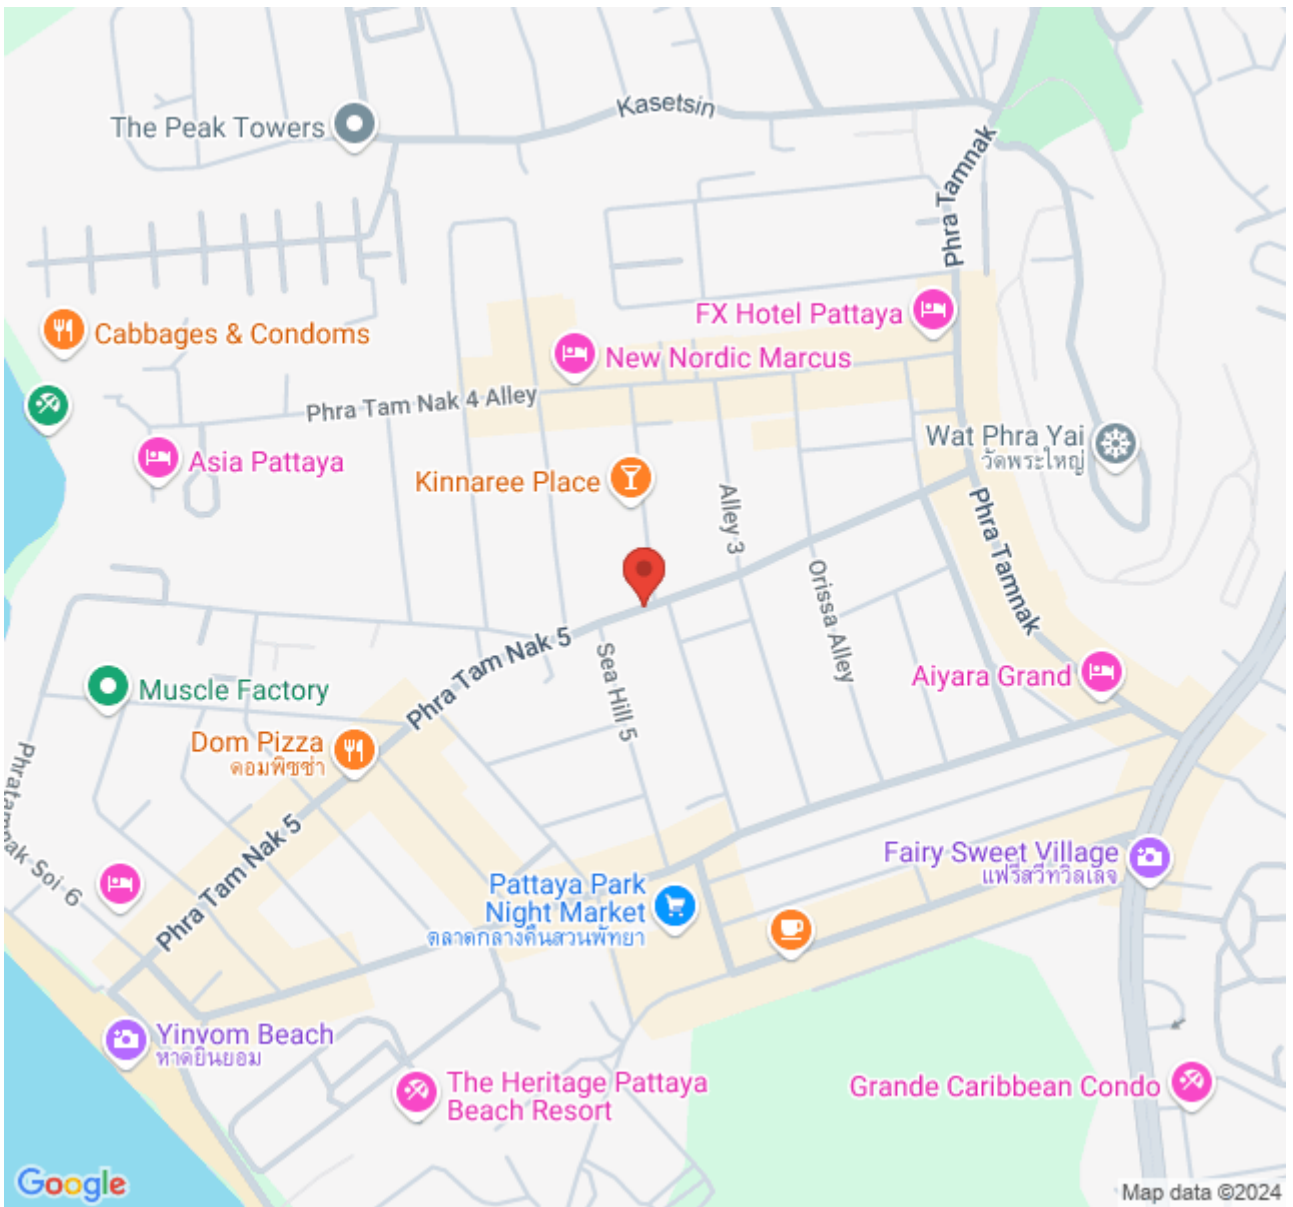 Kasetsin
The Peak Towers
Phra Tamnak
FX Hotel Pattaya
Cabbages & Condoms
New Nordic Marcus
Phra Tam Nak 4 Alley
Wat Phra Yai
วัดพระใหญ่
Asia Pattaya
Kinnaree Place
Alley 3
Phra Tamnak
Orissa Alley
Phra Tam Nak 5
Sea Hill 5
Aiyara Grand
Muscle Factory
Dom Pizza
ดอมพิซซ่า
Phratamnak Soi 6
Phra Tam Nak 5
Fairy Sweet Village
แฟรี่สวีทวิลเลจ
Pattaya Park
Night Market
ตลาดกลางคืนสวนพัทยา
Yinvom Beach
หาดยินยอม
The Heritage Pattaya
Beach Resort
Grande Caribbean Condo
Google
Map data ©2024